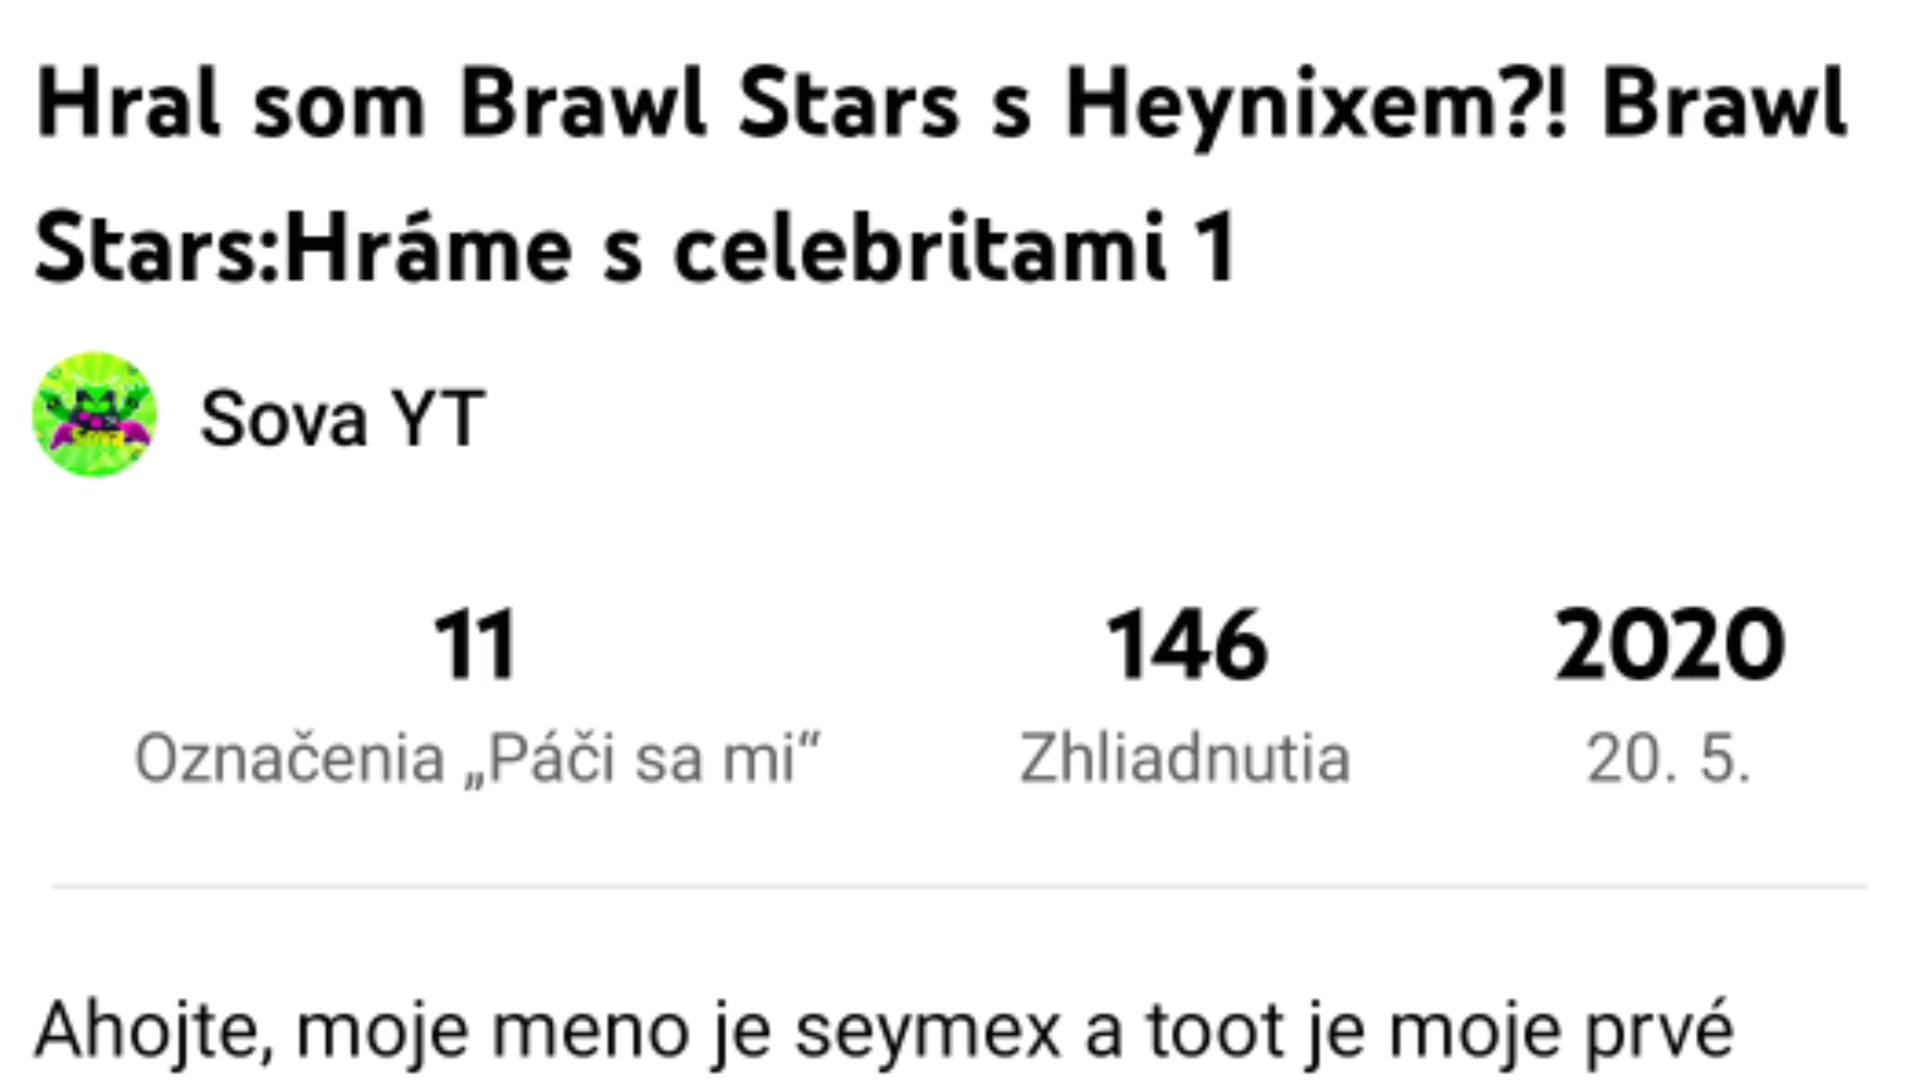 Hral som Brawl Stars s Heynixem?! Brawl
Stars:Hráme s celebritami 1
Sova YT
11
146
2020
Označenia „Páči sa mi“
Zhliadnutia
20. 5.
Ahojte, moje meno je seymex a toot je moje prvé